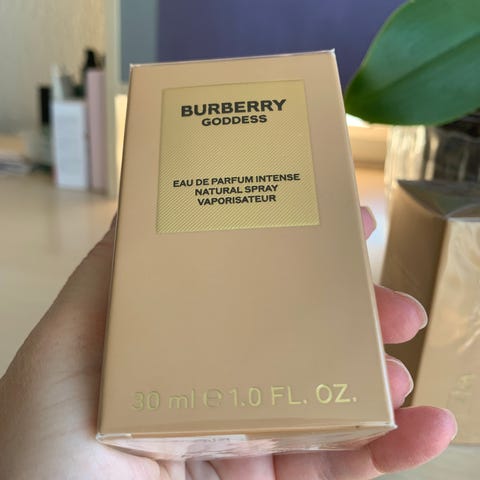 BURBERRY
GODDESS
EAU DE PARFUM INTENSE
NATURAL SPRAY
VAPORISATEUR
30 ml ℮ 1.0 FL. OZ.